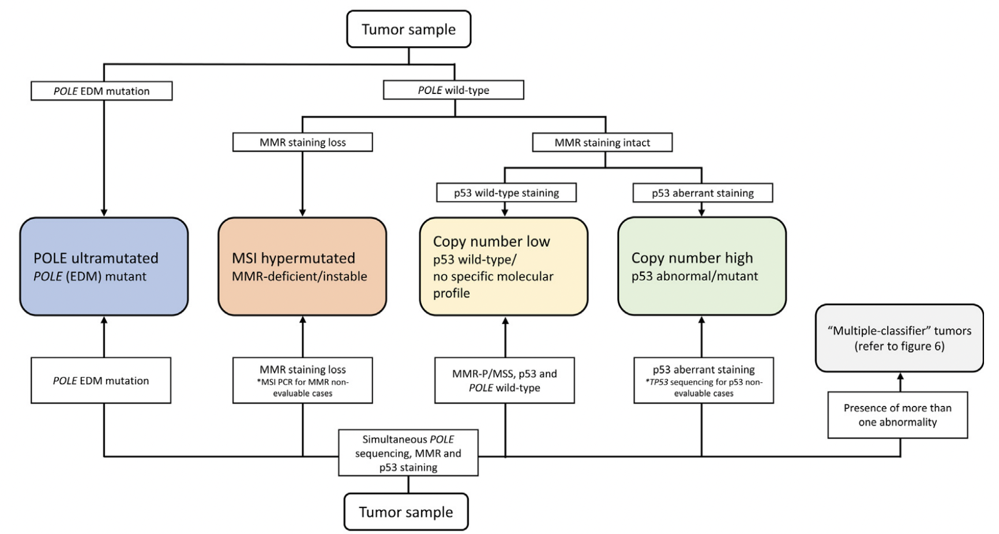 Tumor sample
POLE EDM mutation
POLE wild-type
MMR staining loss
MMR staining intact
p53 wild-type staining
p53 aberrant staining
POLE ultramutated
POLE (EDM) mutant
MSI hypermutated
MMR-deficient/instable
Copy number low
p53 wild-type/
no specific molecular
profile
Copy number high
p53 abnormal/mutant
“Multiple-classifier” tumors
(refer to figure 6)
POLE EDM mutation
MMR staining loss
*MSI PCR for MMR non-
evaluable cases
MMR-P/MSS, p53 and
POLE wild-type
p53 aberrant staining
*TP53 sequencing for p53 non-
evaluable cases
Presence of more than
one abnormality
Simultaneous POLE
sequencing, MMR and
p53 staining
Tumor sample